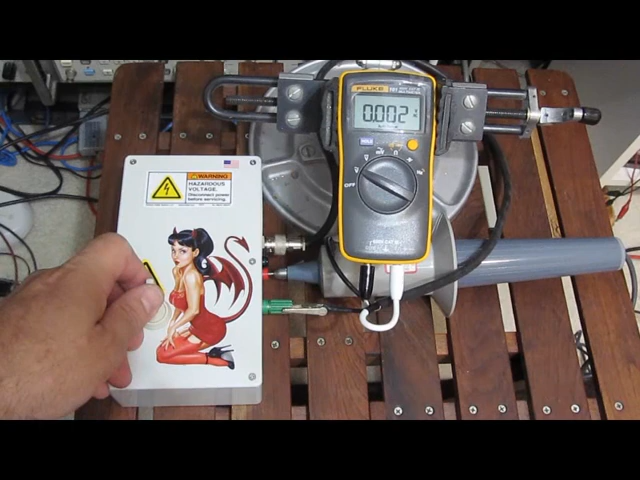 WARNING
HAZARDOUS
VOLTAGE.
Disconnect power
before servicing.
FLUKE
0.002
OFF